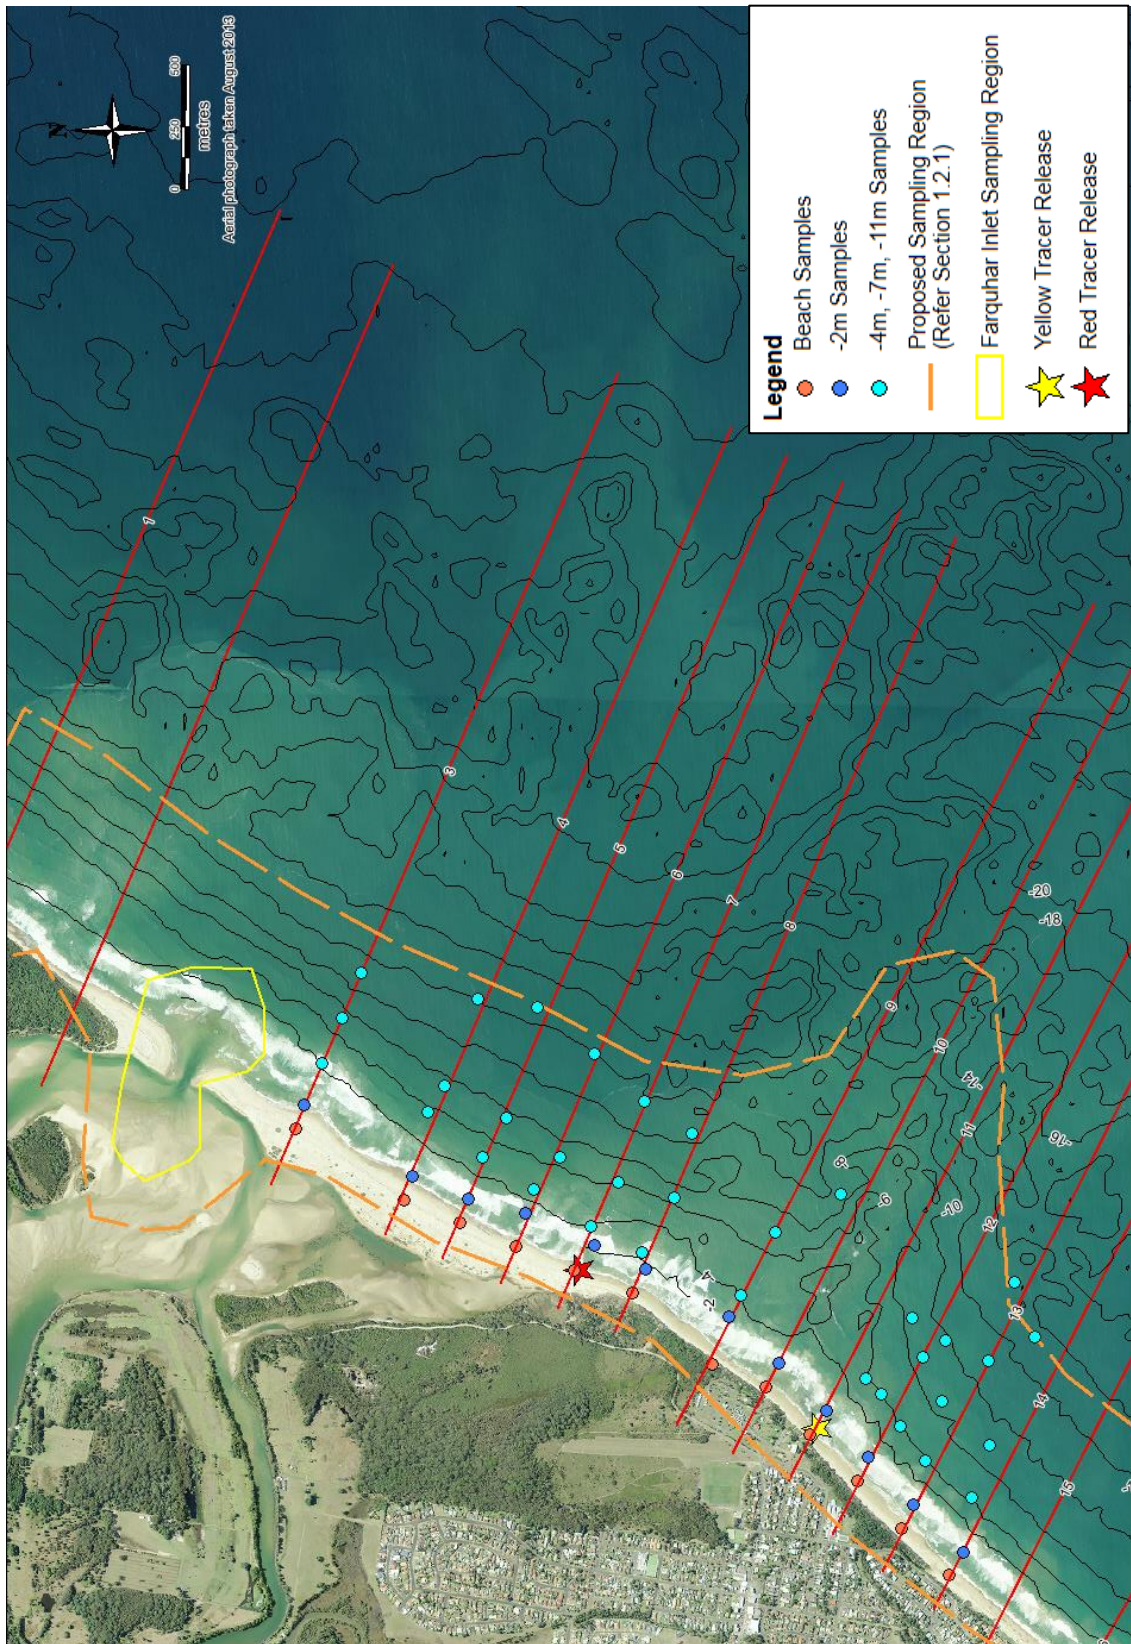 N
0 250 500
metres
Aerial photograph taken August 2013
1
3
4
5
6
7
8
9
10
11
12
13
14
15
-2
-4
-6
-8
-10
-14
-16
-18
-20
Legend
Beach Samples
-2m Samples
-4m, -7m, -11m Samples
Proposed Sampling Region
(Refer Section 1.2.1)
Farquhar Inlet Sampling Region
Yellow Tracer Release
Red Tracer Release